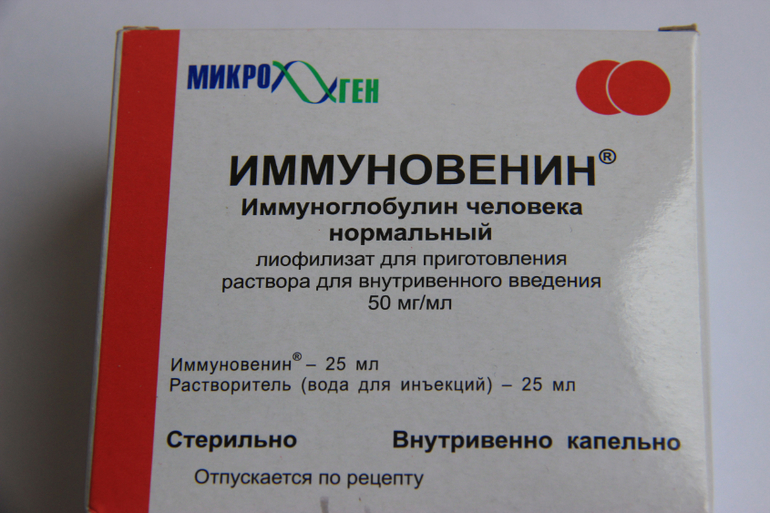 МИКРОГЕН
ИММУНОВЕНИН®
Иммуноглобулин человека
нормальный
лиофилизат для приготовления
раствора для внутривенного введения
50 мг/мл
Иммуновенин® – 25 мл
Растворитель (вода для инъекций) – 25 мл
Стерильно Внутривенно капельно
Отпускается по рецепту